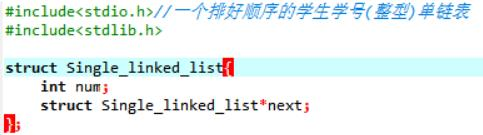 #include<stdio.h>//一个排好顺序的学生学号(整型)单链表
#include<stdlib.h>
struct Single_linked_list{
int num;
struct Single_linked_list*next;
};